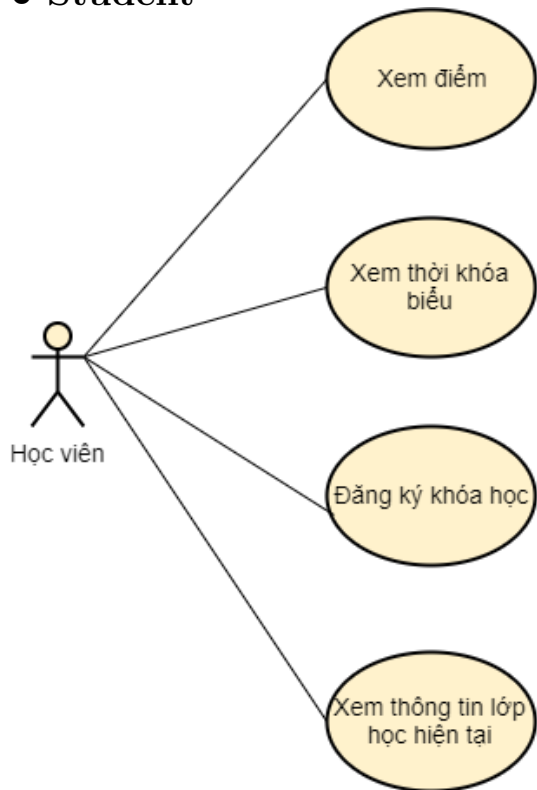 • Student
Xem điểm
Xem thời khóa
biểu
Học viên
Đăng ký khóa học
Xem thông tin lớp
học hiện tại